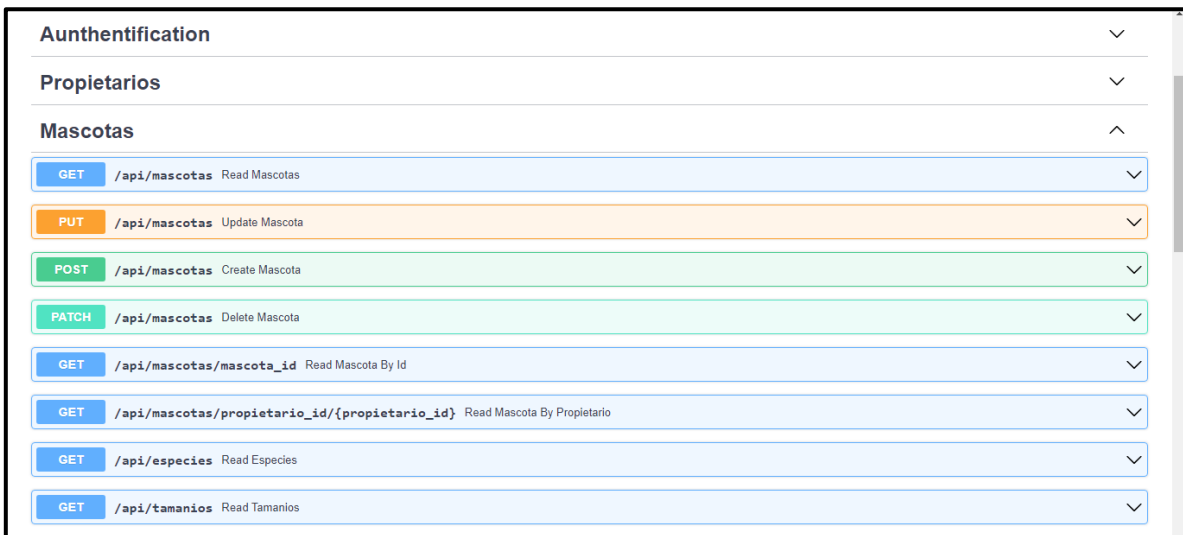 Aunthentification
Propietarios
Mascotas
GET /api/mascotas Read Mascotas
PUT /api/mascotas Update Mascota
POST /api/mascotas Create Mascota
PATCH /api/mascotas Delete Mascota
GET /api/mascotas/mascota_id Read Mascota By Id
GET /api/mascotas/propietario_id/{propietario_id} Read Mascota By Propietario
GET /api/especies Read Especies
GET /api/tamanios Read Tamanios